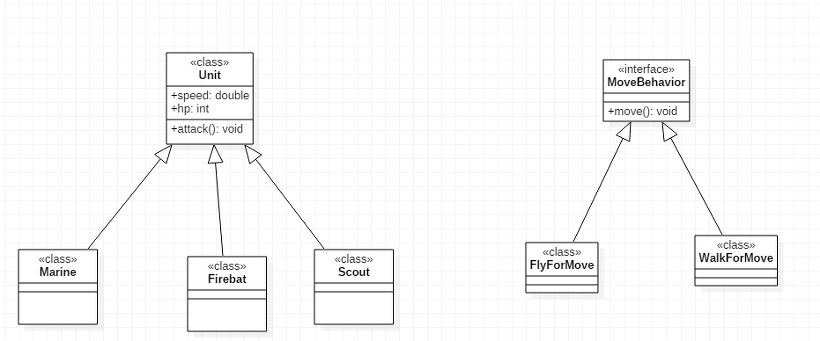 «class»
Unit
+speed: double
+hp: int
+attack(): void
«interface»
MoveBehavior
+move(): void
«class»
Marine
«class»
Firebat
«class»
Scout
«class»
FlyForMove
«class»
WalkForMove